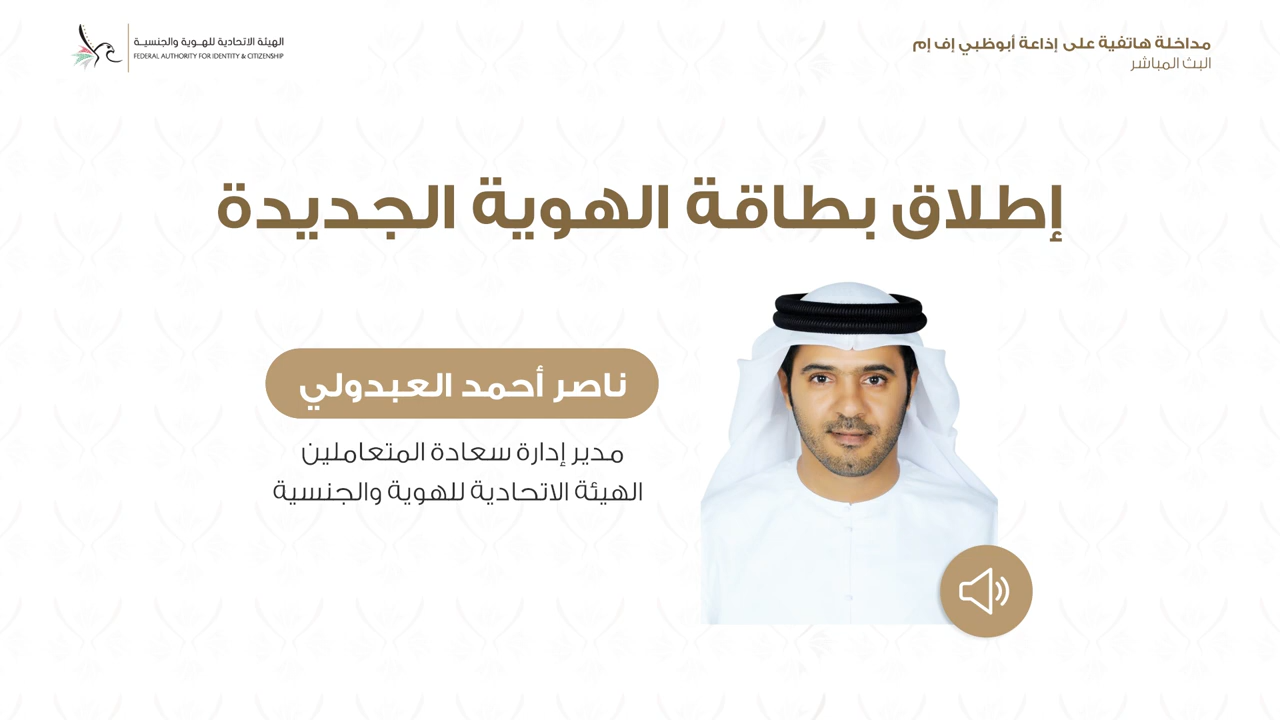 مداخلة هاتفية على إذاعة أبوظبي إف إم
البث المباشر
الهيئة الاتحادية للهوية والجنسيـة
FEDERAL AUTHORITY FOR IDENTITY & CITIZENSHIP
إطلاق بطاقة الهوية الجديدة
ناصر أحمد العبدولي
مدير إدارة سعادة المتعاملين
الهيئة الاتحادية للهوية والجنسية